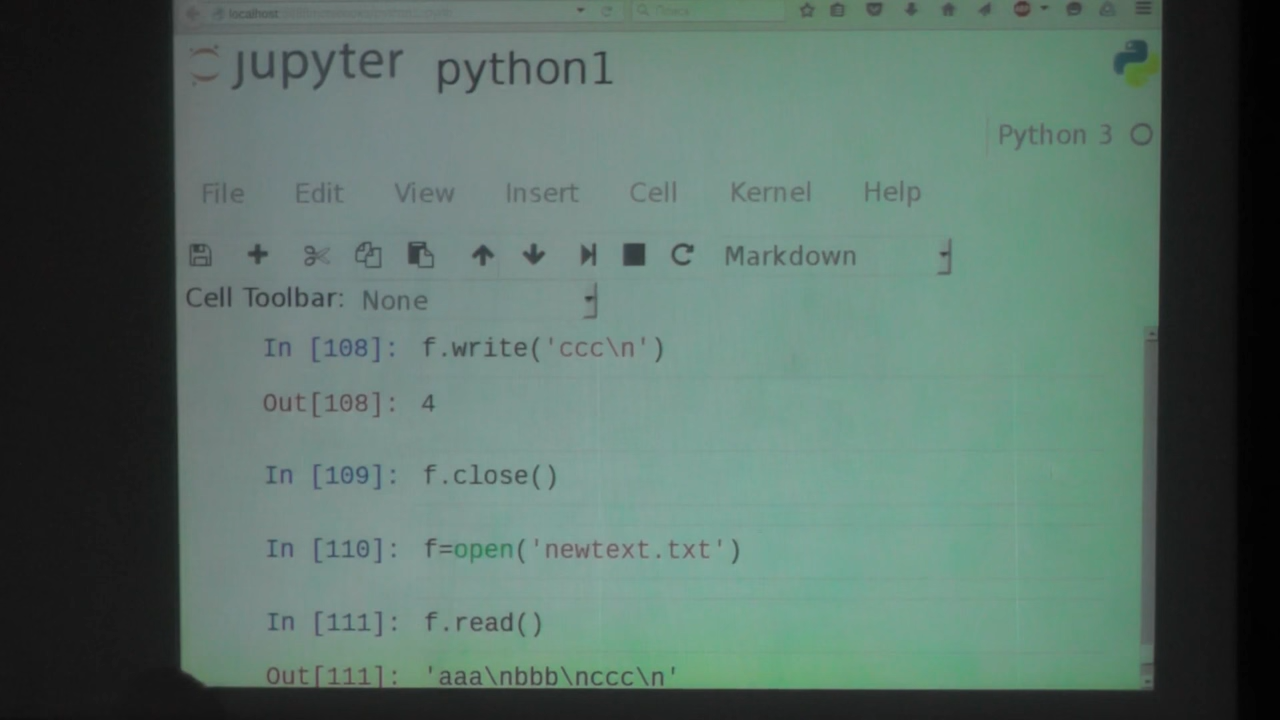 localhost
Поиск
jupyter python1
Python 3
File Edit View Insert Cell Kernel Help
Markdown
Cell Toolbar: None
In [108]: f.write('ccc\n')
Out[108]: 4
In [109]: f.close()
In [110]: f=open('newtext.txt')
In [111]: f.read()
Out[111]: 'aaa\nbbb\nccc\n'